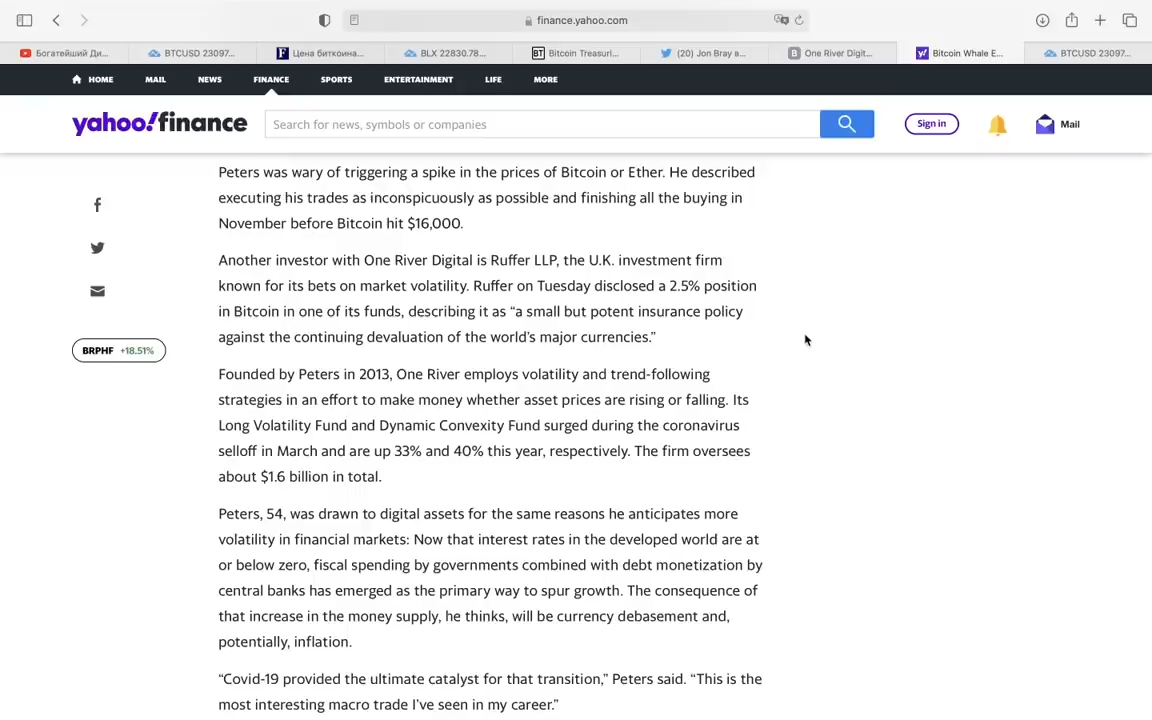 finance.yahoo.com
Богатейший Ди...
BTCUSD 23097...
Цена биткоина...
BLX 22830.78...
BT Bitcoin Treasuri...
(20) Jon Bray в...
One River Digit...
Bitcoin Whale E...
BTCUSD 23097...
HOME MAIL NEWS FINANCE SPORTS ENTERTAINMENT LIFE MORE
yahoo!finance
Search for news, symbols or companies
Sign in
Mail
BRPHF +18.51%
Peters was wary of triggering a spike in the prices of Bitcoin or Ether. He described
executing his trades as inconspicuously as possible and finishing all the buying in
November before Bitcoin hit $16,000.
Another investor with One River Digital is Ruffer LLP, the U.K. investment firm
known for its bets on market volatility. Ruffer on Tuesday disclosed a 2.5% position
in Bitcoin in one of its funds, describing it as “a small but potent insurance policy
against the continuing devaluation of the world’s major currencies.”
Founded by Peters in 2013, One River employs volatility and trend-following
strategies in an effort to make money whether asset prices are rising or falling. Its
Long Volatility Fund and Dynamic Convexity Fund surged during the coronavirus
selloff in March and are up 33% and 40% this year, respectively. The firm oversees
about $1.6 billion in total.
Peters, 54, was drawn to digital assets for the same reasons he anticipates more
volatility in financial markets: Now that interest rates in the developed world are at
or below zero, fiscal spending by governments combined with debt monetization by
central banks has emerged as the primary way to spur growth. The consequence of
that increase in the money supply, he thinks, will be currency debasement and,
potentially, inflation.
“Covid-19 provided the ultimate catalyst for that transition,” Peters said. “This is the
most interesting macro trade I’ve seen in my career.”